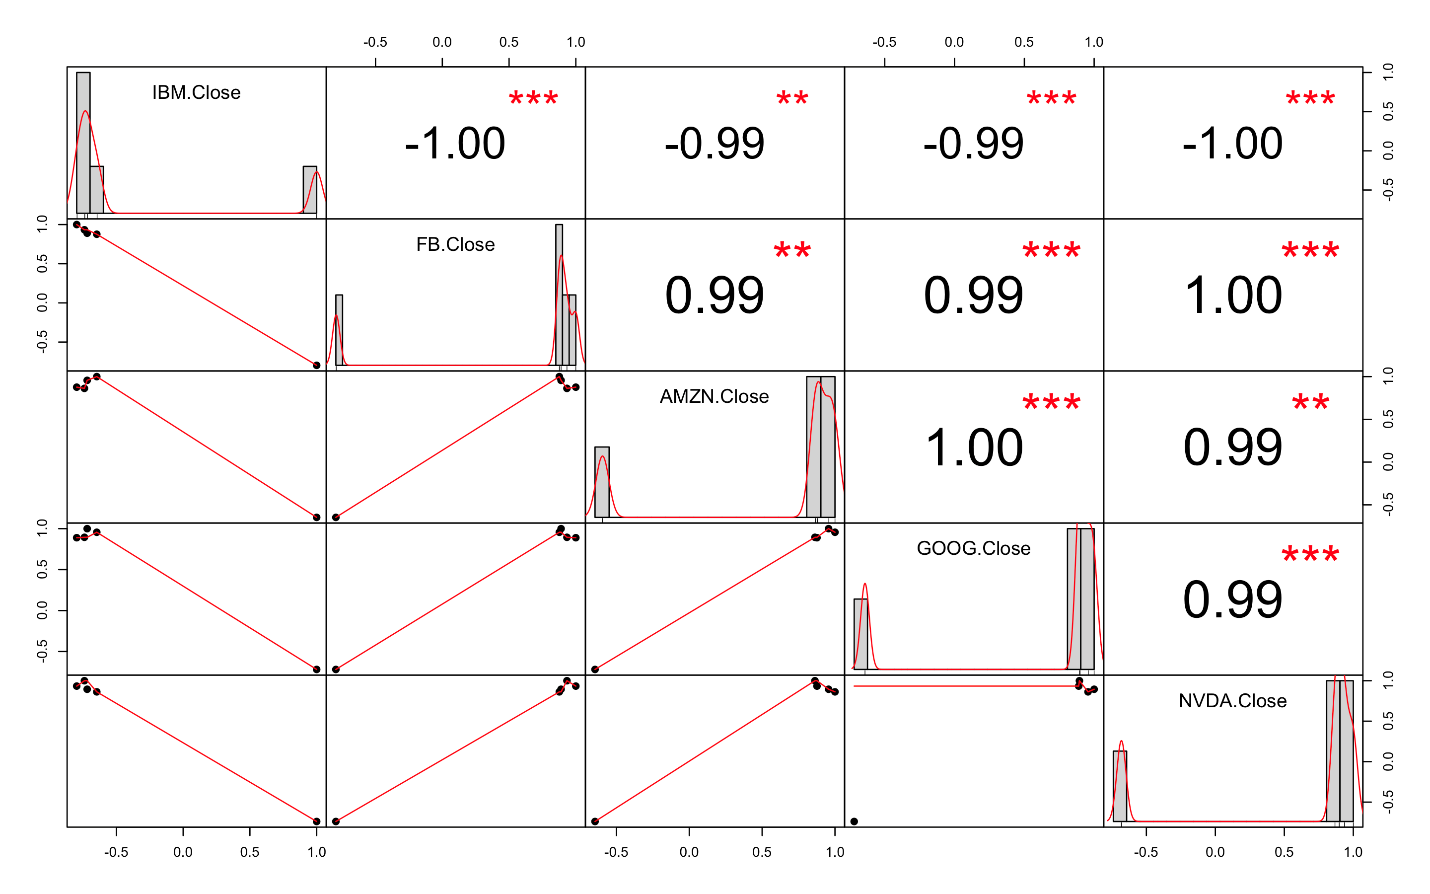 -0.5 0.0 0.5 1.0 -0.5 0.0 0.5 1.0
IBM.Close *** -1.00 ** -0.99 *** -0.99 *** -1.00 -0.5 0.0 0.5 1.0
-0.5 0.0 0.5 1.0 FB.Close ** 0.99 *** 0.99 *** 1.00
AMZN.Close *** 1.00 ** 0.99 -0.5 0.0 0.5 1.0
-0.5 0.0 0.5 1.0 GOOG.Close *** 0.99
NVDA.Close -0.5 0.0 0.5 1.0
-0.5 0.0 0.5 1.0 -0.5 0.0 0.5 1.0 -0.5 0.0 0.5 1.0